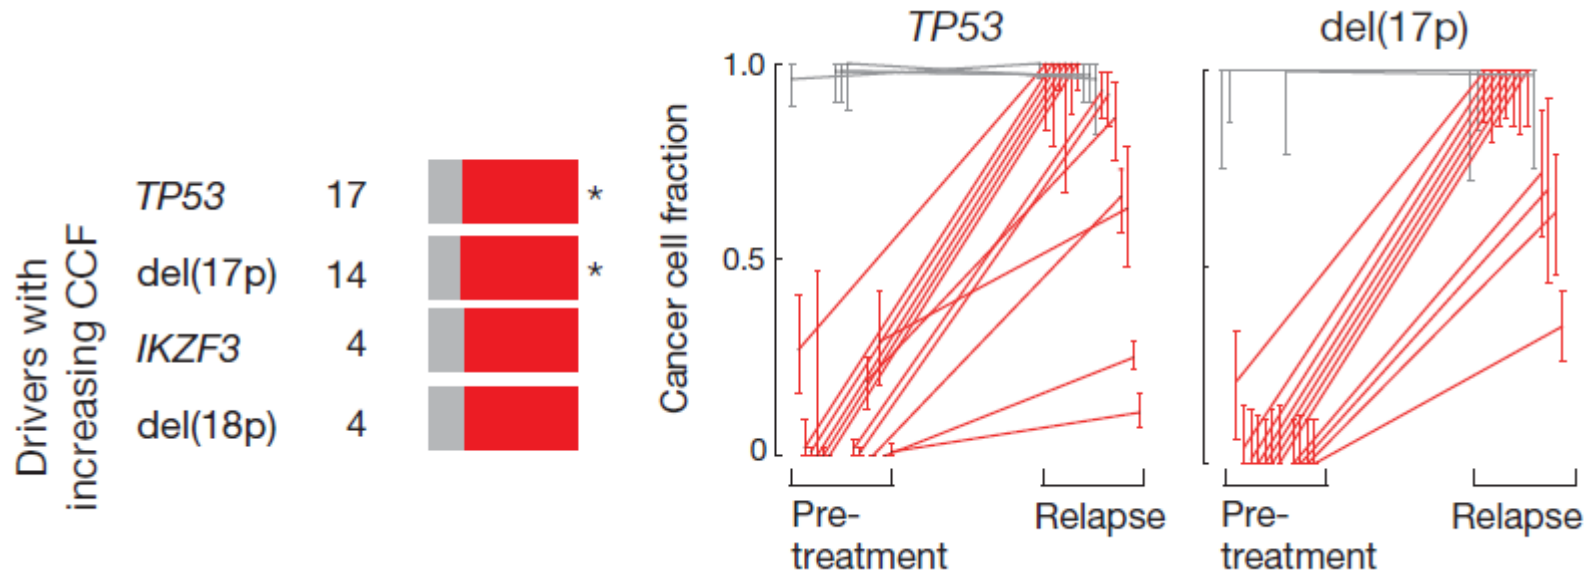 Drivers with
increasing CCF
TP53 17 *
del(17p) 14 *
IKZF3 4
del(18p) 4
TP53
del(17p)
Cancer cell fraction
1.0
0.5
0
Pre-
treatment
Relapse
Pre-
treatment
Relapse